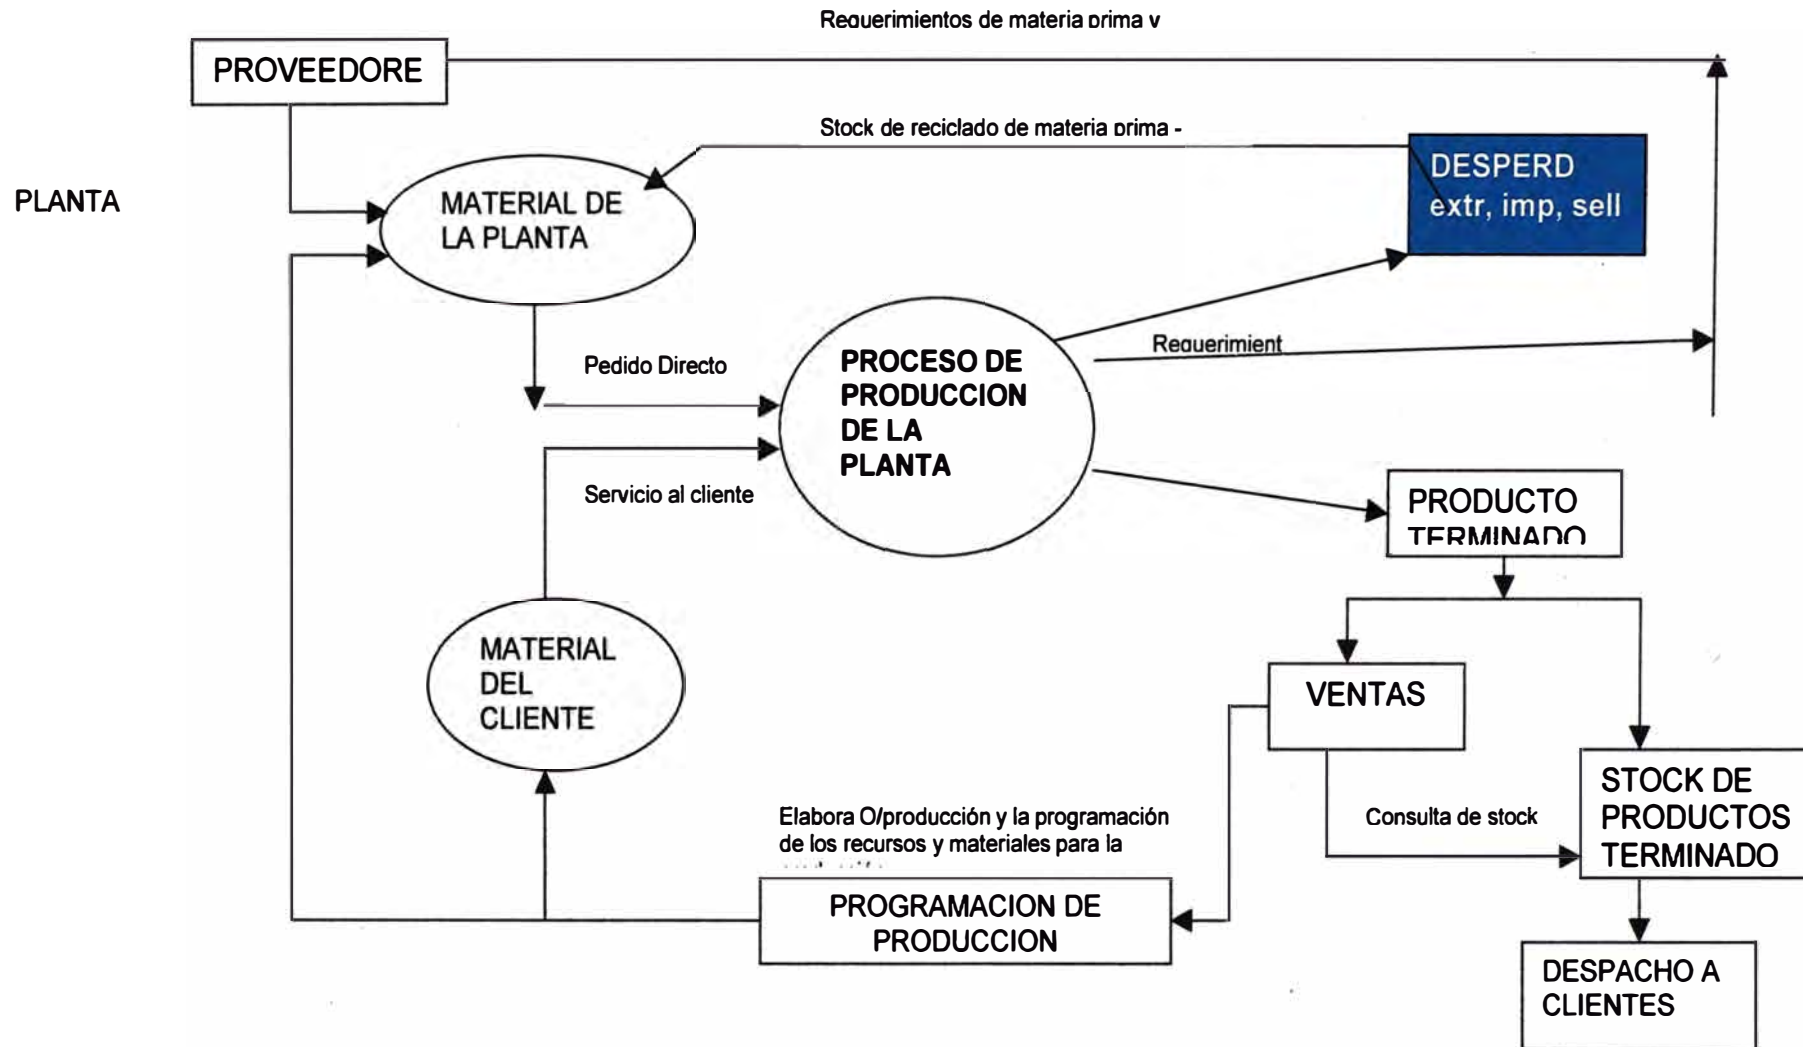 Requerimientos de materia prima y
PROVEEDORE
Stock de reciclado de materia prima -
DESPERD
extr, imp, sell
PLANTA
MATERIAL DE
LA PLANTA
Requerimient
Pedido Directo
PROCESO DE
PRODUCCION
DE LA
PLANTA
Servicio al cliente
PRODUCTO
TERMINADO
MATERIAL
DEL
CLIENTE
VENTAS
STOCK DE
PRODUCTOS
TERMINADO
Consulta de stock
Elabora O/producción y la programación
de los recursos y materiales para la
PROGRAMACION DE
PRODUCCION
DESPACHO A
CLIENTES